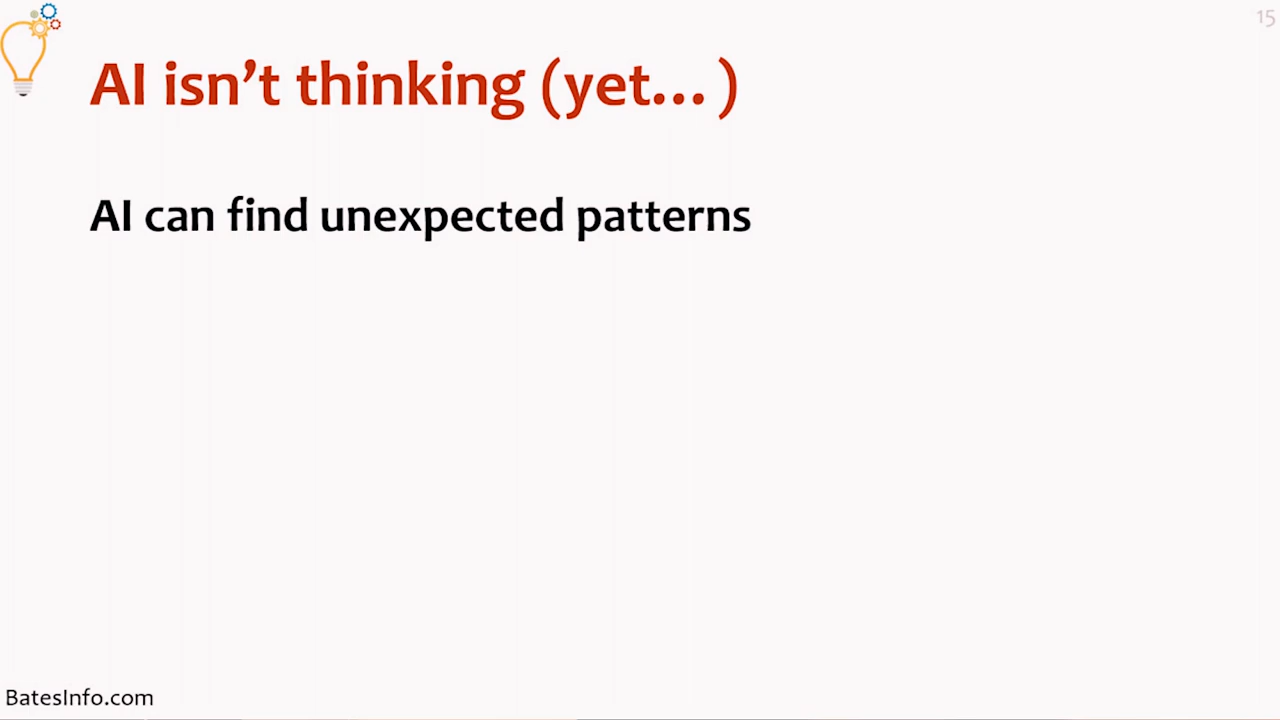 15
AI isn’t thinking (yet…)
AI can find unexpected patterns
BatesInfo.com